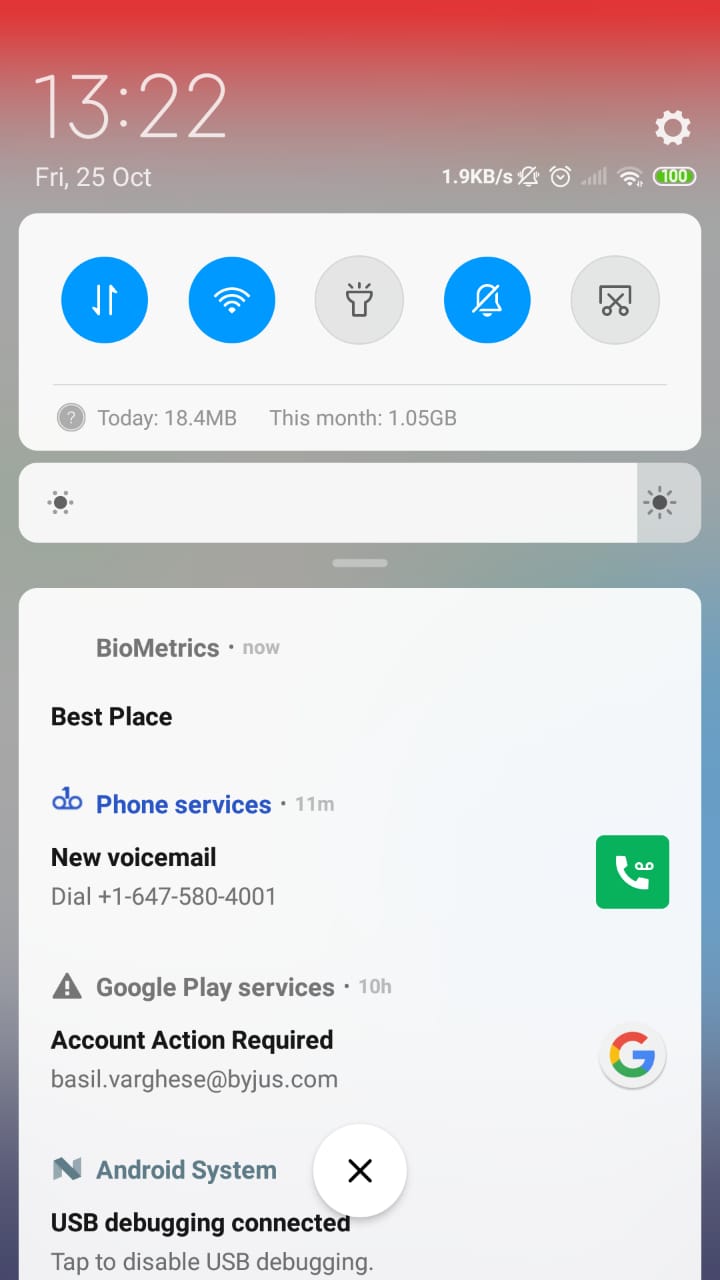 13:22
Fri, 25 Oct
1.9KB/s 100
Today: 18.4MB This month: 1.05GB
BioMetrics • now
Best Place
Phone services • 11m
New voicemail
Dial +1-647-580-4001
Google Play services • 10h
Account Action Required
basil.varghese@byjus.com
Android System
USB debugging connected
Tap to disable USB debugging.